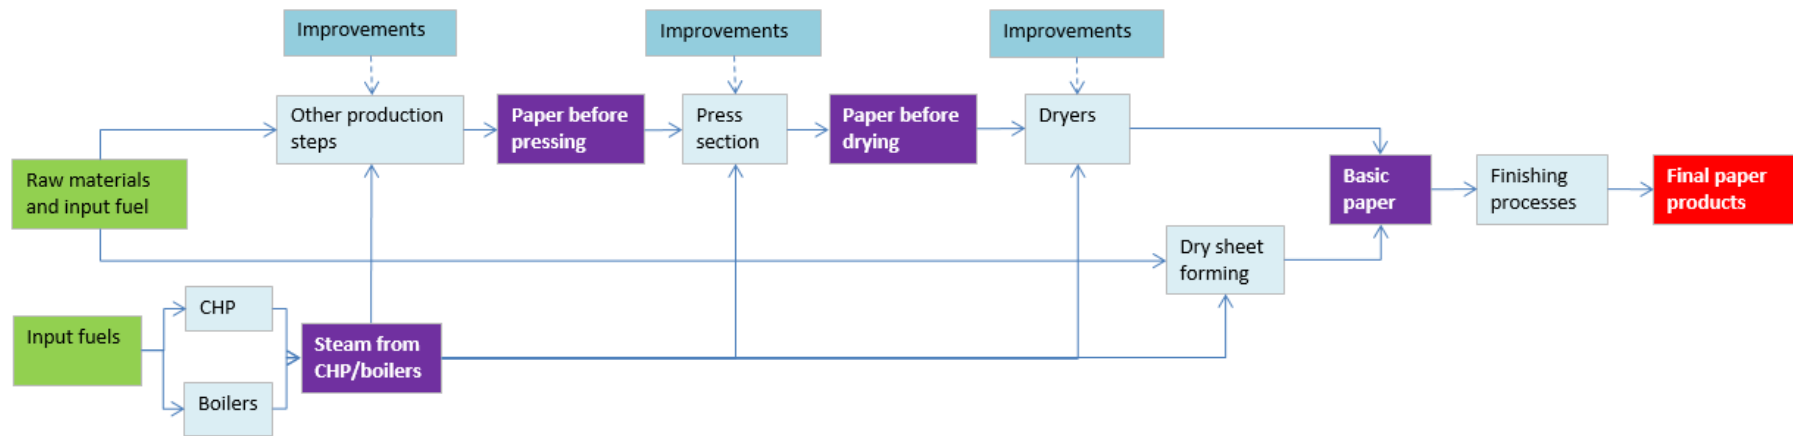 Improvements
Improvements
Improvements
Other production
steps
Paper before
pressing
Press
section
Paper before
drying
Dryers
Raw materials
and input fuel
Basic
paper
Finishing
processes
Final paper
products
Dry sheet
forming
CHP
Input fuels
Steam from
CHP/boilers
Boilers